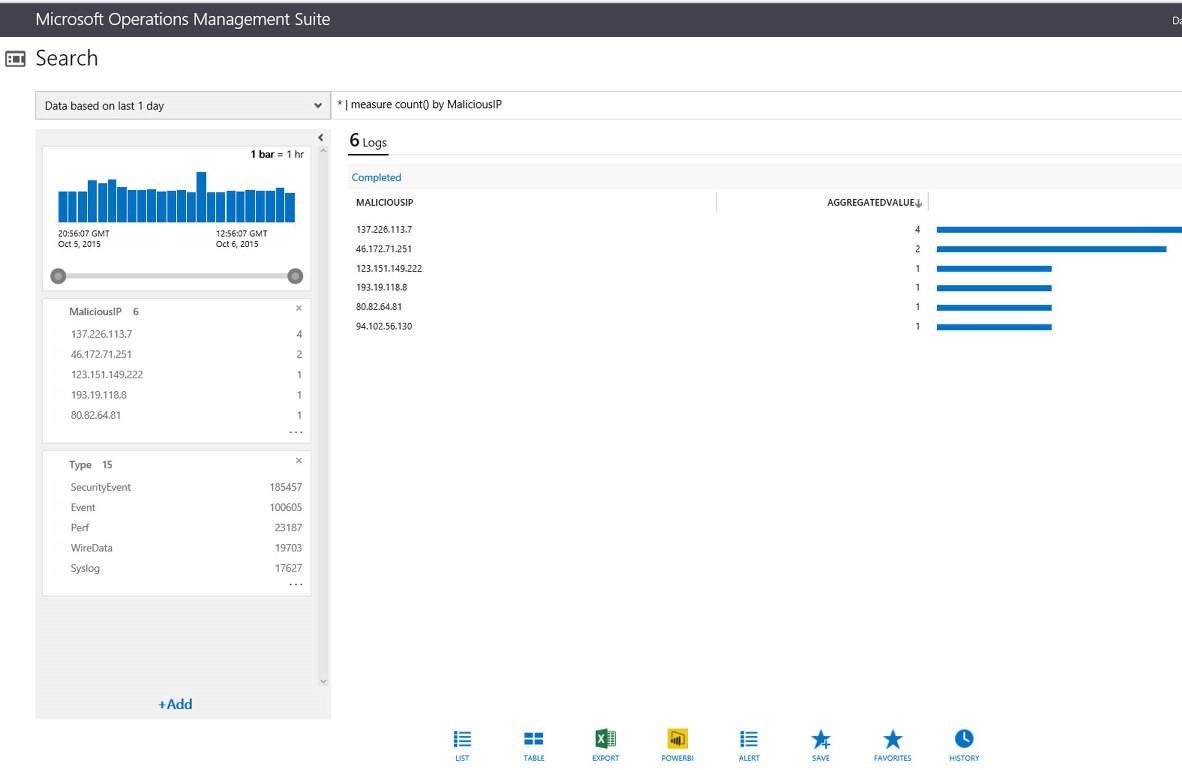 Microsoft Operations Management Suite
Search
Data based on last 1 day
* | measure count() by MaliciousIP
1 bar = 1 hr
20:56:07 GMT
Oct 5, 2015
12:56:07 GMT
Oct 6, 2015
MaliciousIP 6
137.226.113.7 4
46.172.71.251 2
123.151.149.222 1
193.19.118.8 1
80.82.64.81 1
...
Type 15
SecurityEvent 185457
Event 100605
Perf 23187
WireData 19703
Syslog 17627
...
+Add
6 Logs
Completed
MALICIOUSIP AGGREGATEDVALUE
137.226.113.7 4
46.172.71.251 2
123.151.149.222 1
193.19.118.8 1
80.82.64.81 1
94.102.56.130 1
LIST TABLE EXPORT POWERBI ALERT SAVE FAVORITES HISTORY